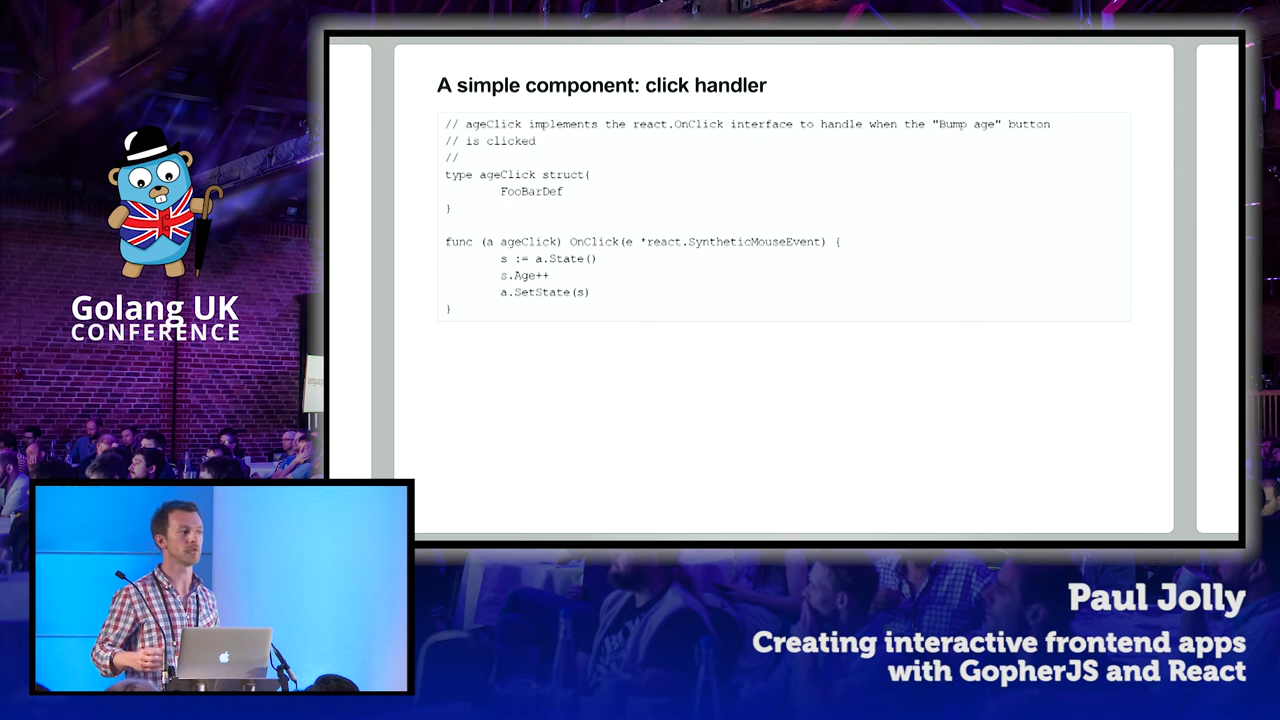 A simple component: click handler
// ageClick implements the react.OnClick interface to handle when the "Bump age" button
// is clicked
//
type ageClick struct{
FooBarDef
}
func (a ageClick) OnClick(e *react.SyntheticMouseEvent) {
s := a.State()
s.Age++
a.SetState(s)
}
Golang UK
CONFERENCE
Paul Jolly
Creating interactive frontend apps
with GopherJS and React